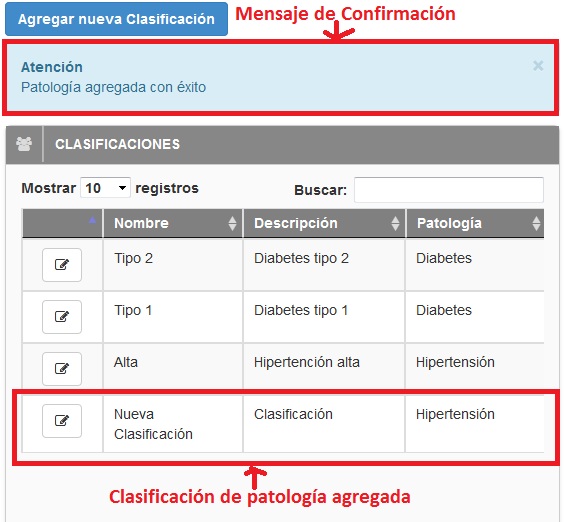 Agregar nueva Clasificación
Mensaje de Confirmación
Atención
×
Patología agregada con éxito
CLASIFICACIONES
Mostrar 10 registros
Buscar:
Nombre Descripción Patología
Tipo 2 Diabetes tipo 2 Diabetes
Tipo 1 Diabetes tipo 1 Diabetes
Alta Hipertención alta Hipertensión
Nueva Clasificación Hipertensión
Clasificación
Clasificación de patología agregada